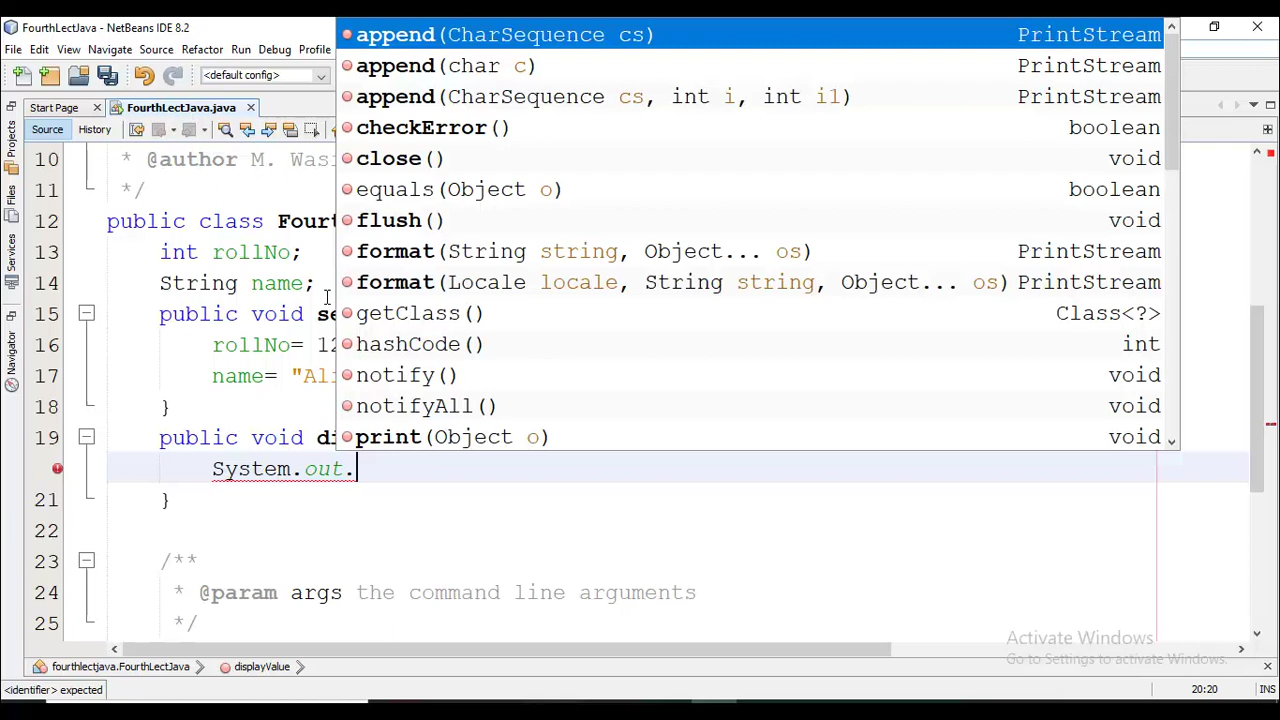 FourthLectJava - NetBeans IDE 8.2
File Edit View Navigate Source Refactor Run Debug Profile
<default config>
Start Page FourthLectJava.java
Source History
Projects
Files
Services
Navigator
append(CharSequence cs) PrintStream
append(char c) PrintStream
append(CharSequence cs, int i, int i1) PrintStream
checkError() boolean
close() void
equals(Object o) boolean
flush() void
format(String string, Object... os) PrintStream
format(Locale locale, String string, Object... os) PrintStream
getClass() Class<?>
hashCode() int
notify() void
notifyAll() void
print(Object o) void
10 * @author M. Wasi
11 */
12 public class Fourt
13 int rollNo;
14 String name;
15 public void se
16 rollNo= 12
17 name= "Ali
18 }
19 public void di
System.out.
21 }
22
23 /**
24 * @param args the command line arguments
25 */
Activate Windows
Go to Settings to activate Windows.
fourthlectjava.FourthLectJava displayValue
<identifier> expected 20:20 INS